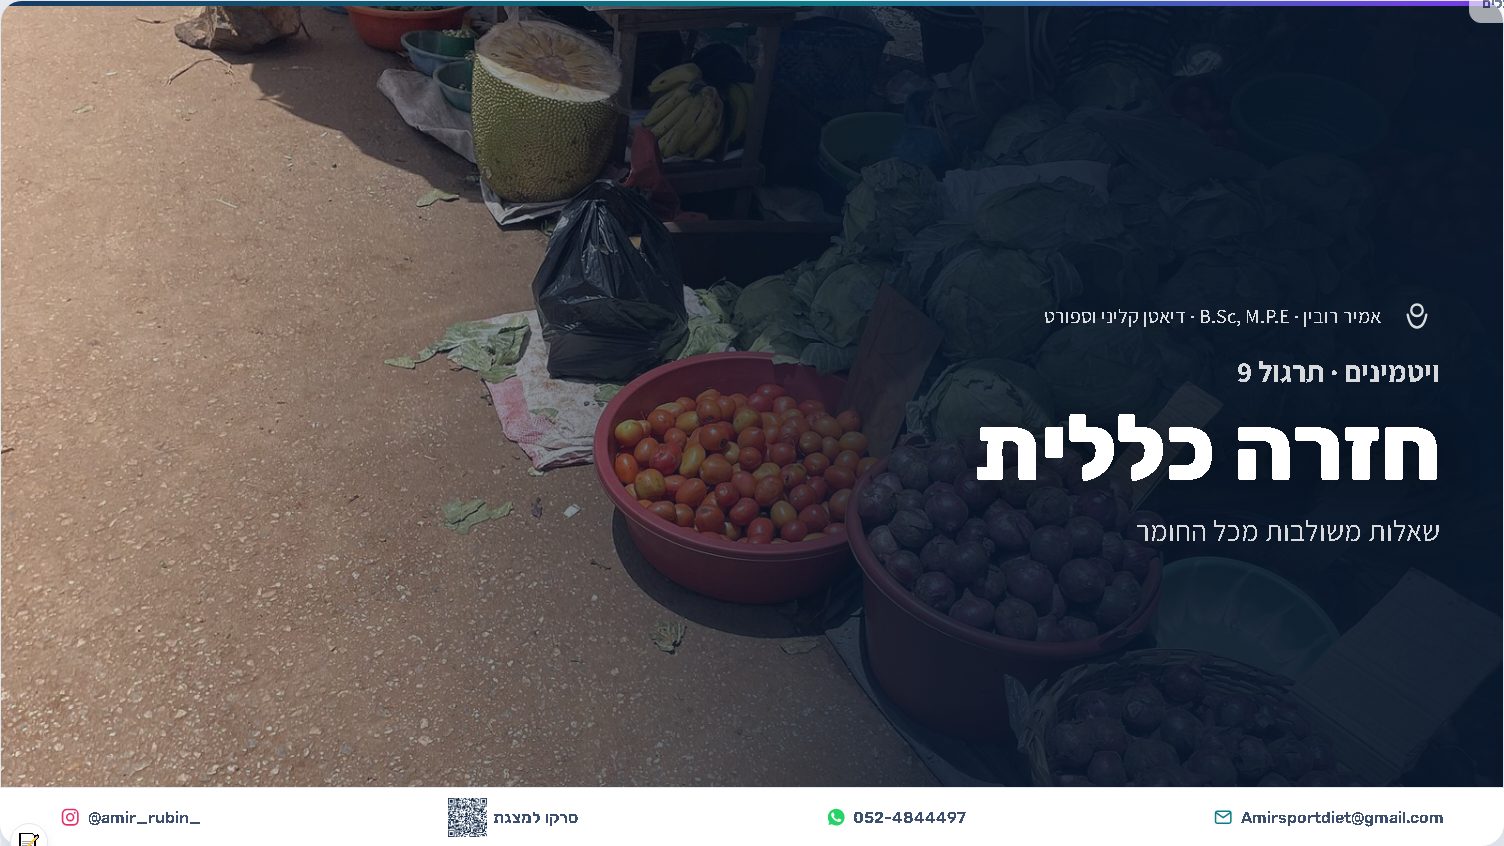 אמיר רובין · B.Sc, M.P.E · דיאטן קליני וספורט
ויטמינים · תרגול 9
חזרה כללית
שאלות משולבות מכל החומר
@amir_rubin_
סרקו למצגת
052-4844497
Amirsportdiet@gmail.com